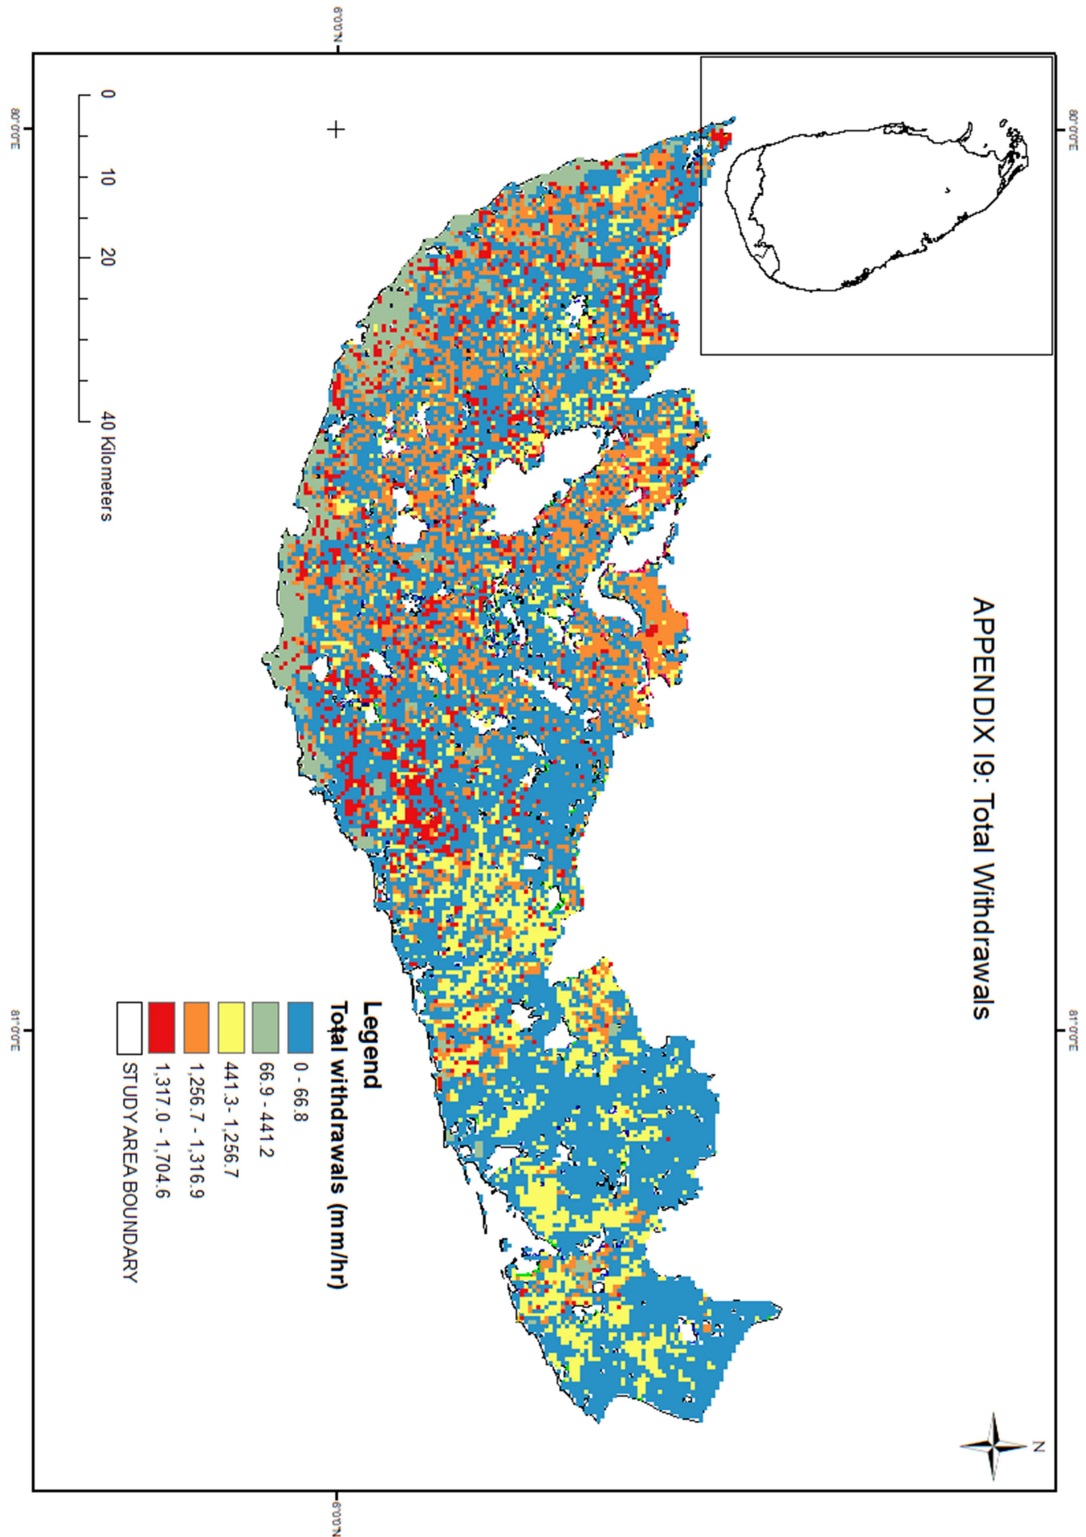 APPENDIX I9: Total Withdrawals
80°0'0"E
81°0'0"E
N
6°0'0"N
6°0'0"N
Legend
Total withdrawals (mm/hr)
0 - 66.8
66.9 - 441.2
441.3- 1,256.7
1,256.7 - 1,316.9
1,317.0 - 1,704.6
STUDY AREA BOUNDARY
0 10 20 40 Kilometers
80°0'0"E
81°0'0"E